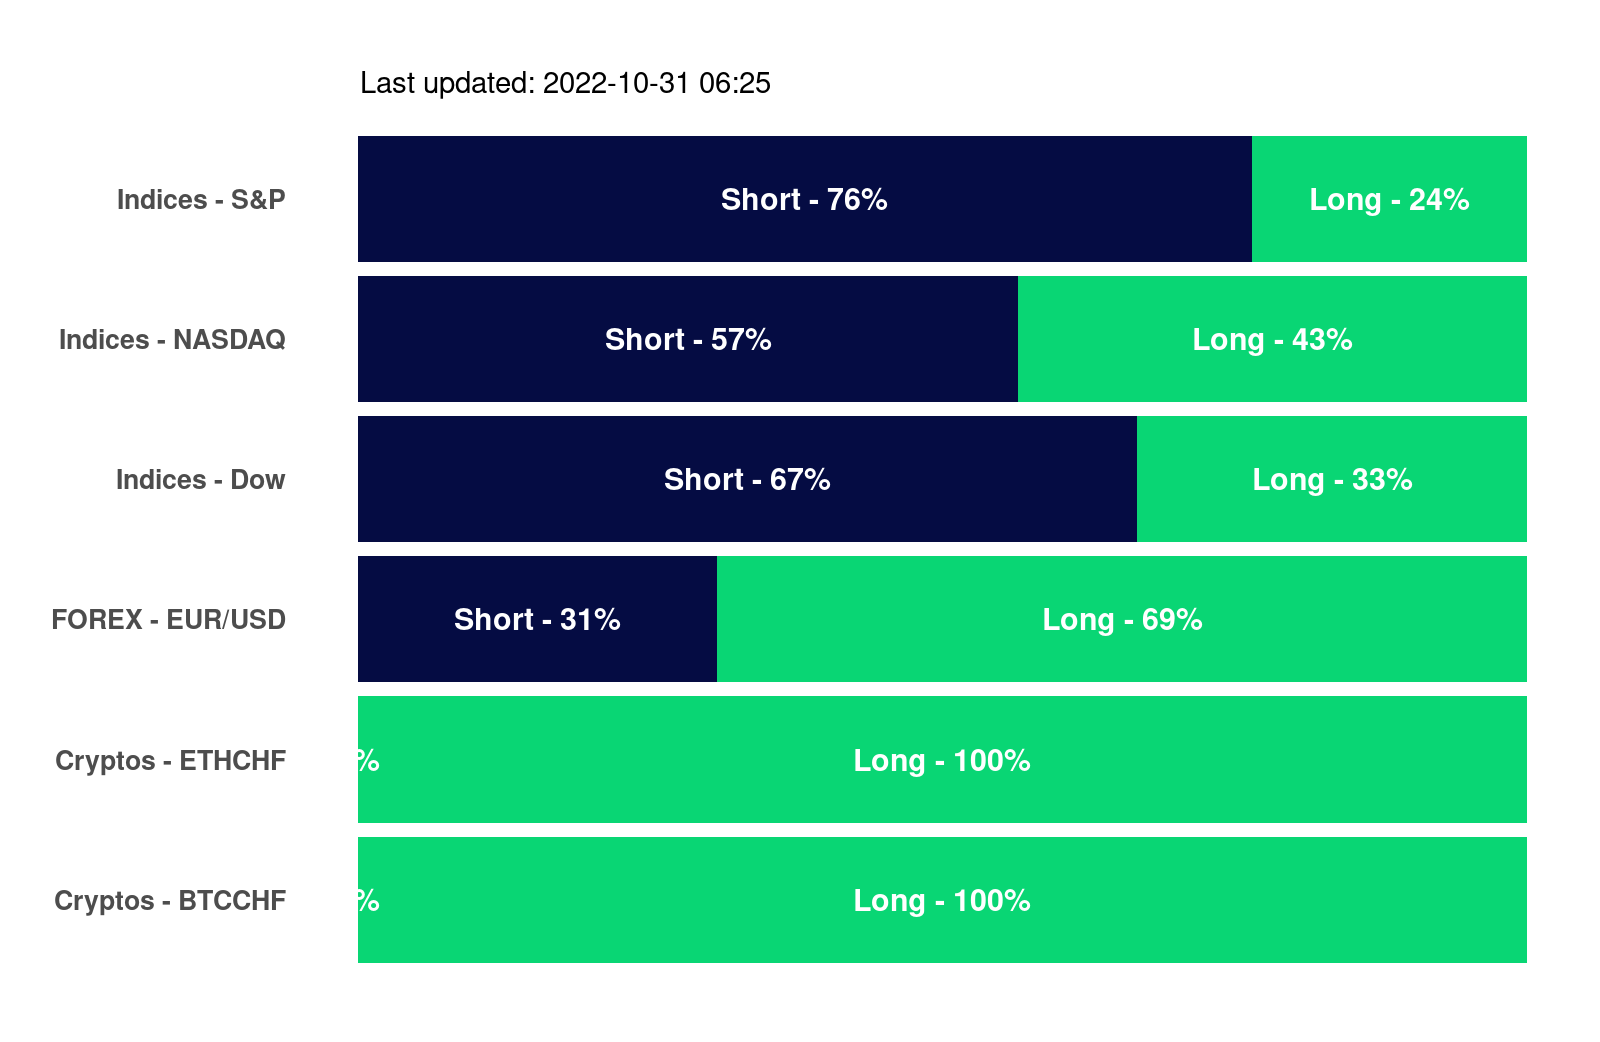 Last updated: 2022-10-31 06:25
Indices - S&P
Short - 76%
Long - 24%
Indices - NASDAQ
Short - 57%
Long - 43%
Indices - Dow
Short - 67%
Long - 33%
FOREX - EUR/USD
Short - 31%
Long - 69%
Cryptos - ETHCHF
%
Long - 100%
Cryptos - BTCCHF
%
Long - 100%